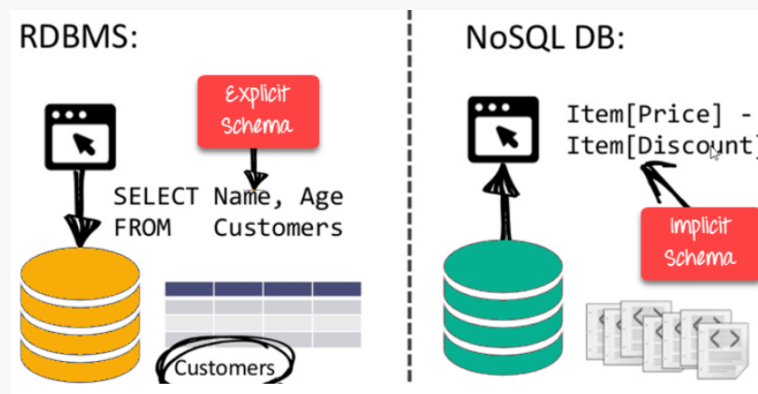 RDBMS:
Explicit
Schema
SELECT Name, Age
FROM Customers
Customers
NoSQL DB:
Item[Price] -
Item[Discount]
Implicit
Schema